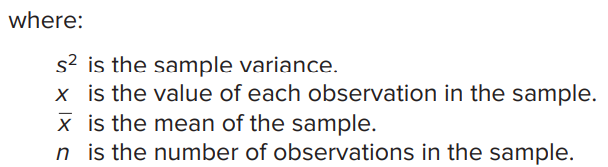 where:
s² is the sample variance.
x is the value of each observation in the sample.
x̄ is the mean of the sample.
n is the number of observations in the sample.